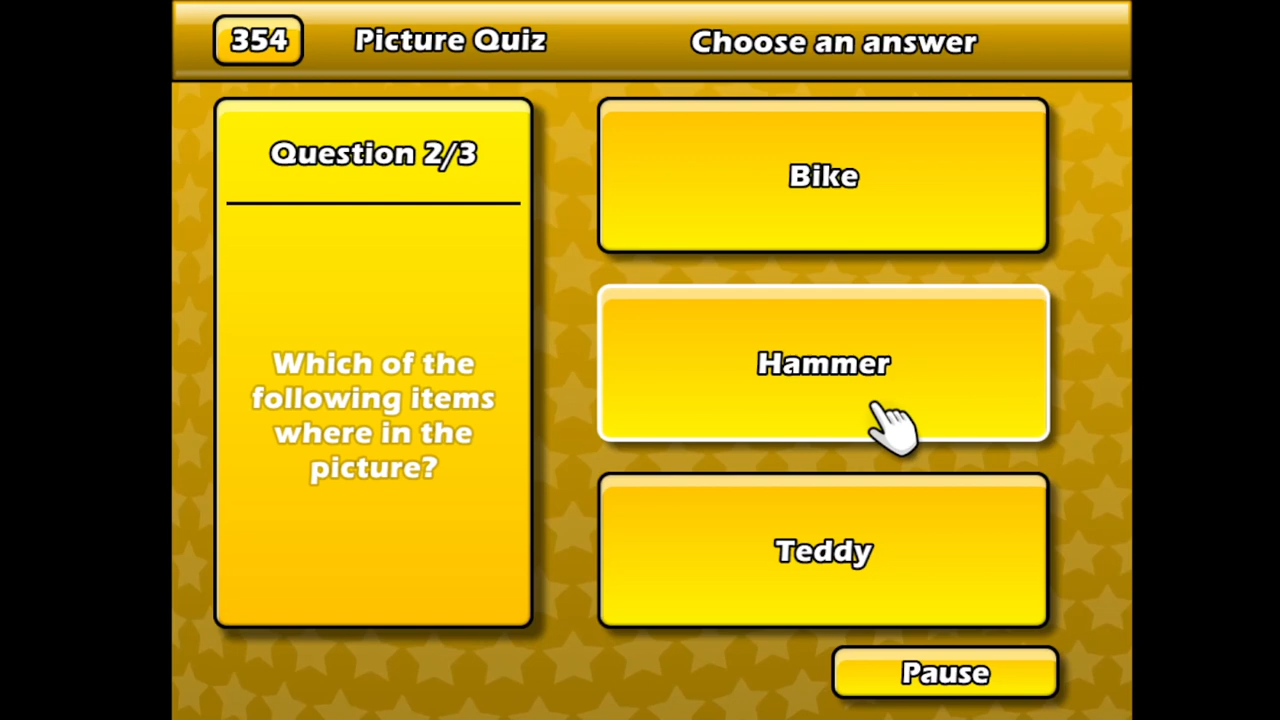 354 Picture Quiz Choose an answer
Question 2/3
Which of the
following items
where in the
picture?
Bike
Hammer
Teddy
Pause